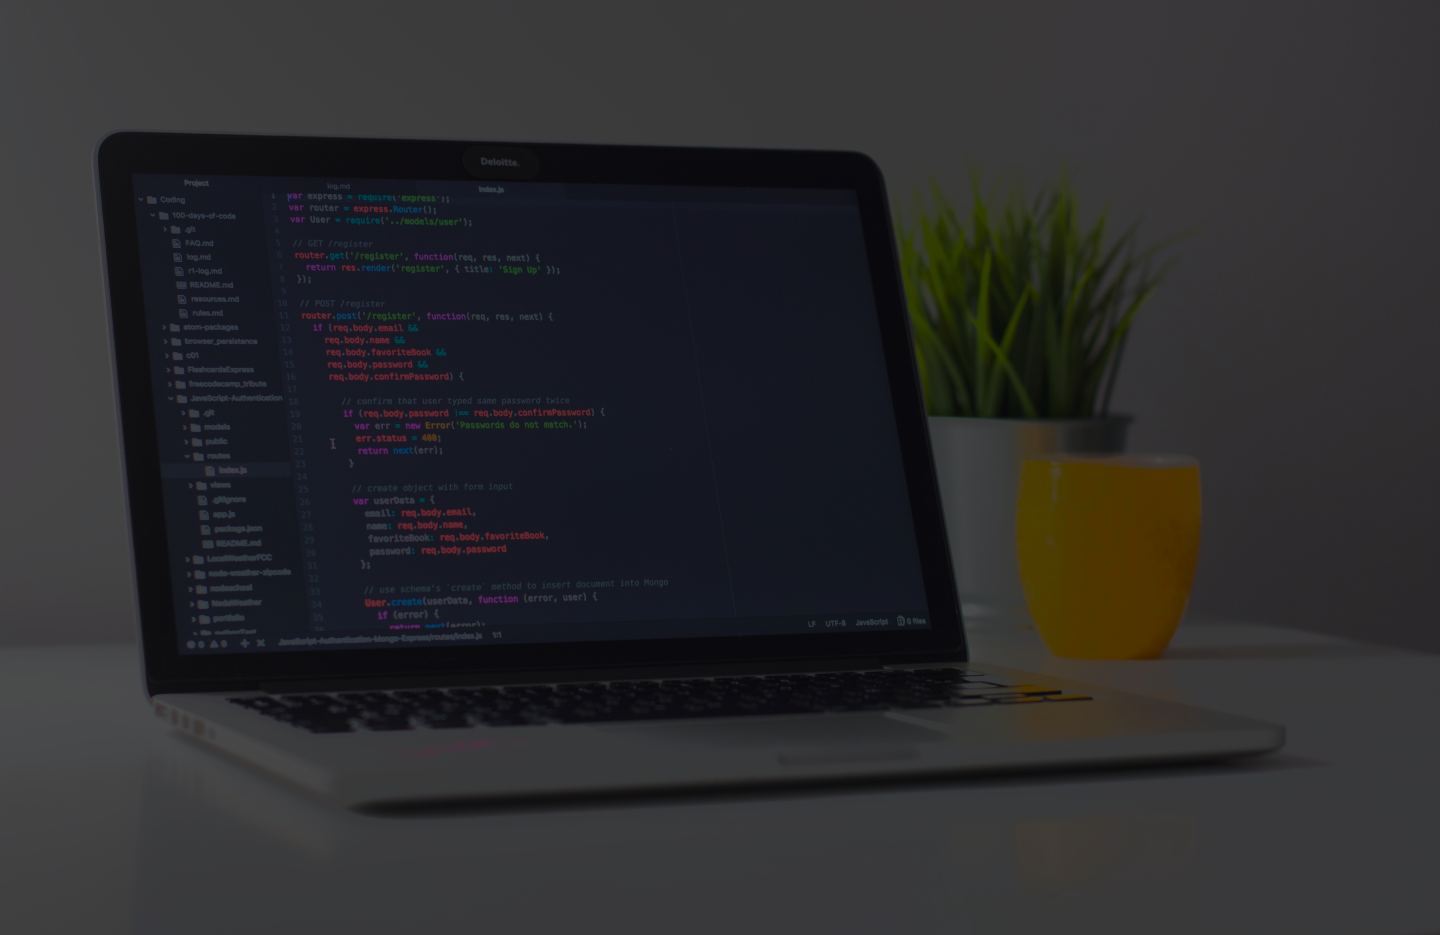 Deloitte.
Project
log.md
index.js
Coding
100-days-of-code
.git
FAQ.md
log.md
r1-log.md
README.md
resources.md
rules.md
atom-packages
browser_persistence
c01
FlashcardsExpress
freecodecamp_tribute
JavaScript-Authentication
.git
models
public
routes
index.js
views
.gitignore
app.js
package.json
README.md
LocalWeatherFCC
node-weather-zipcode
nodeschool
NodeWeather
portfolio
1 var express = require('express');
2 var router = express.Router();
3 var User = require('../models/user');
4
5 // GET /register
6 router.get('/register', function(req, res, next) {
7 return res.render('register', { title: 'Sign Up' });
8 });
9
10 // POST /register
11 router.post('/register', function(req, res, next) {
12 if (req.body.email &&
13 req.body.name &&
14 req.body.favoriteBook &&
15 req.body.password &&
16 req.body.confirmPassword) {
17
18 // confirm that user typed same password twice
19 if (req.body.password !== req.body.confirmPassword) {
20 var err = new Error('Passwords do not match.');
21 err.status = 400;
22 return next(err);
23 }
24
25 // create object with form input
26 var userData = {
27 email: req.body.email,
28 name: req.body.name,
29 favoriteBook: req.body.favoriteBook,
30 password: req.body.password
31 };
32
33 // use schema's `create` method to insert document into Mongo
34 User.create(userData, function (error, user) {
35 if (error) {
36 return next(error);
0 0 JavaScript-Authentication-Mongo-Express/routes/index.js 1:1
LF UTF-8 JavaScript 0 files